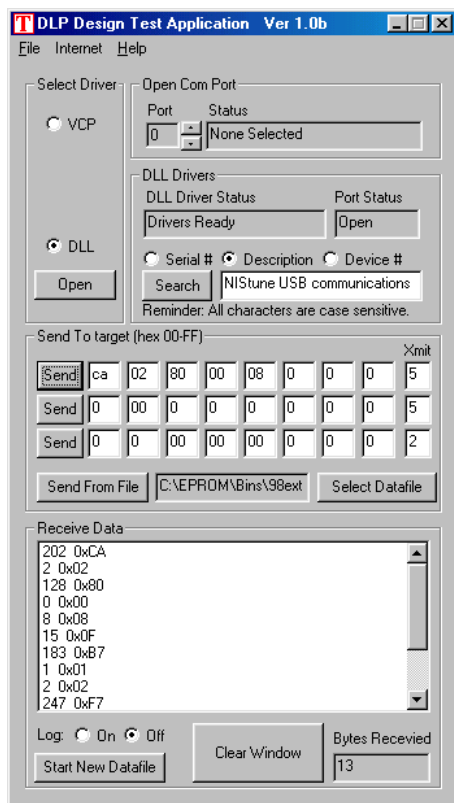 T DLP Design Test Application Ver 1.0b
File Internet Help
Select Driver
VCP
DLL
Open
Open Com Port
Port Status
0 None Selected
DLL Drivers
DLL Driver Status Port Status
Drivers Ready Open
Serial # Description Device #
Search NIStune USB communications
Reminder: All characters are case sensitive.
Send To target (hex 00-FF)
Xmit
Send ca 02 80 00 08 0 0 0 5
Send 0 00 0 0 0 0 0 0 5
Send 0 0 00 00 0 0 0 0 2
Send From File C:\EPROM\Bins\98ext Select Datafile
Receive Data
202 0xCA
2 0x02
128 0x80
0 0x00
8 0x08
15 0x0F
183 0xB7
1 0x01
2 0x02
247 0xF7
Log: On Off
Start New Datafile
Clear Window
Bytes Recevied
13